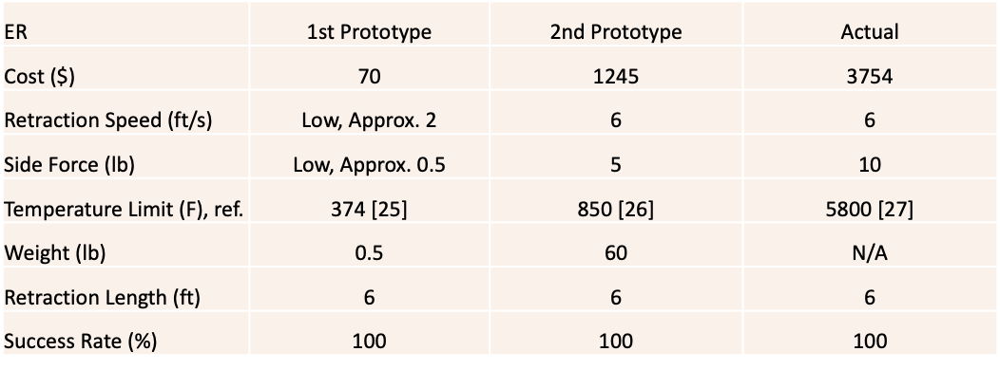 ER 1st Prototype 2nd Prototype Actual
Cost ($) 70 1245 3754
Retraction Speed (ft/s) Low, Approx. 2 6 6
Side Force (lb) Low, Approx. 0.5 5 10
Temperature Limit (F), ref. 374 [25] 850 [26] 5800 [27]
Weight (lb) 0.5 60 N/A
Retraction Length (ft) 6 6 6
Success Rate (%) 100 100 100